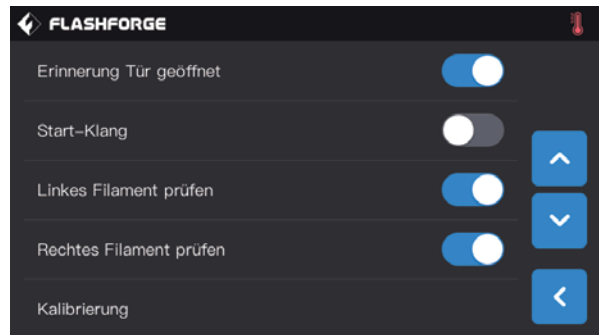 FLASHFORGE
Erinnerung Tür geöffnet
Start-Klang
Linkes Filament prüfen
Rechtes Filament prüfen
Kalibrierung